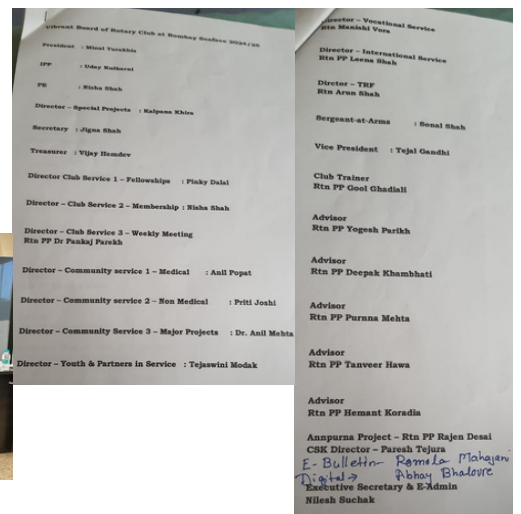 Vibrant Board of Rotary Club of Bombay Seaface 2024/25
President : Minal Turakhia
IPP : Uday Kulkarni
PE : Nisha Shah
Director – Special Projects : Kalpana Khira
Secretary : Jigna Shah
Treasurer : Vijay Hemdev
Director Club Service 1 – Fellowships : Pinky Dalal
Director – Club Service 2 – Membership : Nisha Shah
Director – Club Service 3 – Weekly Meeting
Rtn PP Dr Pankaj Parekh
Director – Community service 1 – Medical : Anil Popat
Director – Community service 2 – Non Medical : Priti Joshi
Director – Community Service 3 – Major Projects : Dr. Anil Mehta
Director – Youth & Partners in Service : Tejaswini Modak
Director – Vocational Service
Rtn Manishi Vora
Director – International Service
Rtn PP Leena Shah
Dirctor – TRF
Rtn Arun Shah
Sergeant-at-Arms : Sonal Shah
Vice President : Tejal Gandhi
Club Trainer
Rtn PP Gool Ghadiali
Advisor
Rtn PP Yogesh Parikh
Advisor
Rtn PP Deepak Khambhati
Advisor
Rtn PP Purnna Mehta
Advisor
Rtn PP Tanveer Hawa
Advisor
Rtn PP Hemant Koradia
Annpurna Project – Rtn PP Rajen Desai
CSK Director – Paresh Tejura
E-Bulletin – Romola Mahajani
Digital → Abhay Bhalove
Executive Secretary & E-Admin
Nilesh Suchak